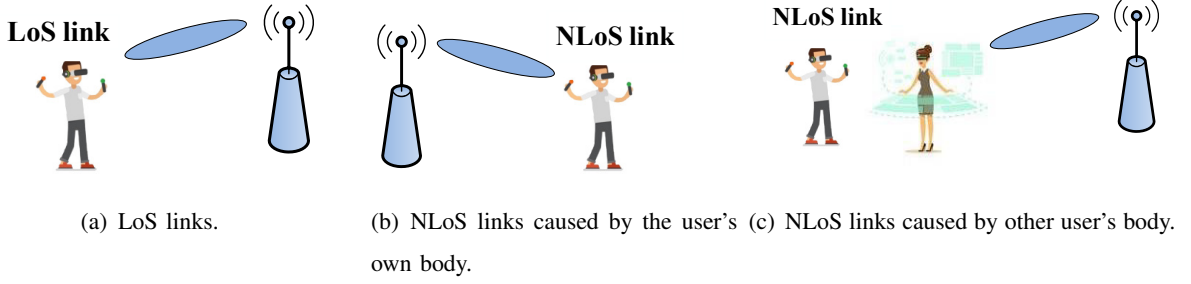 LoS link
NLoS link
NLoS link
(a) LoS links.
(b) NLoS links caused by the user's
own body.
(c) NLoS links caused by other user's body.